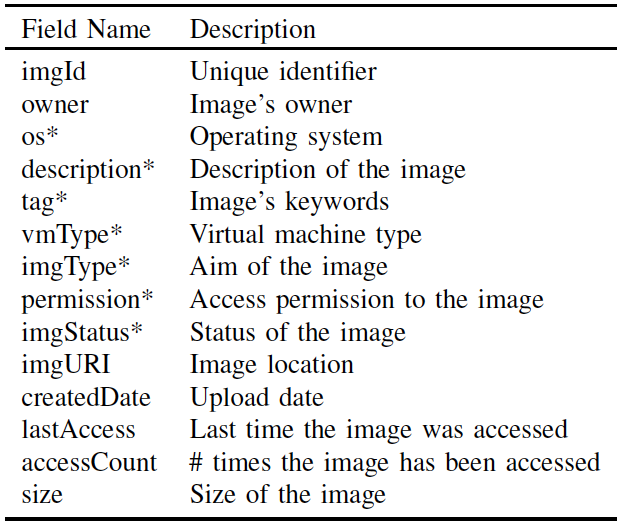 Field Name Description
imgId Unique identifier
owner Image's owner
os* Operating system
description* Description of the image
tag* Image's keywords
vmType* Virtual machine type
imgType* Aim of the image
permission* Access permission to the image
imgStatus* Status of the image
imgURI Image location
createdDate Upload date
lastAccess Last time the image was accessed
accessCount # times the image has been accessed
size Size of the image